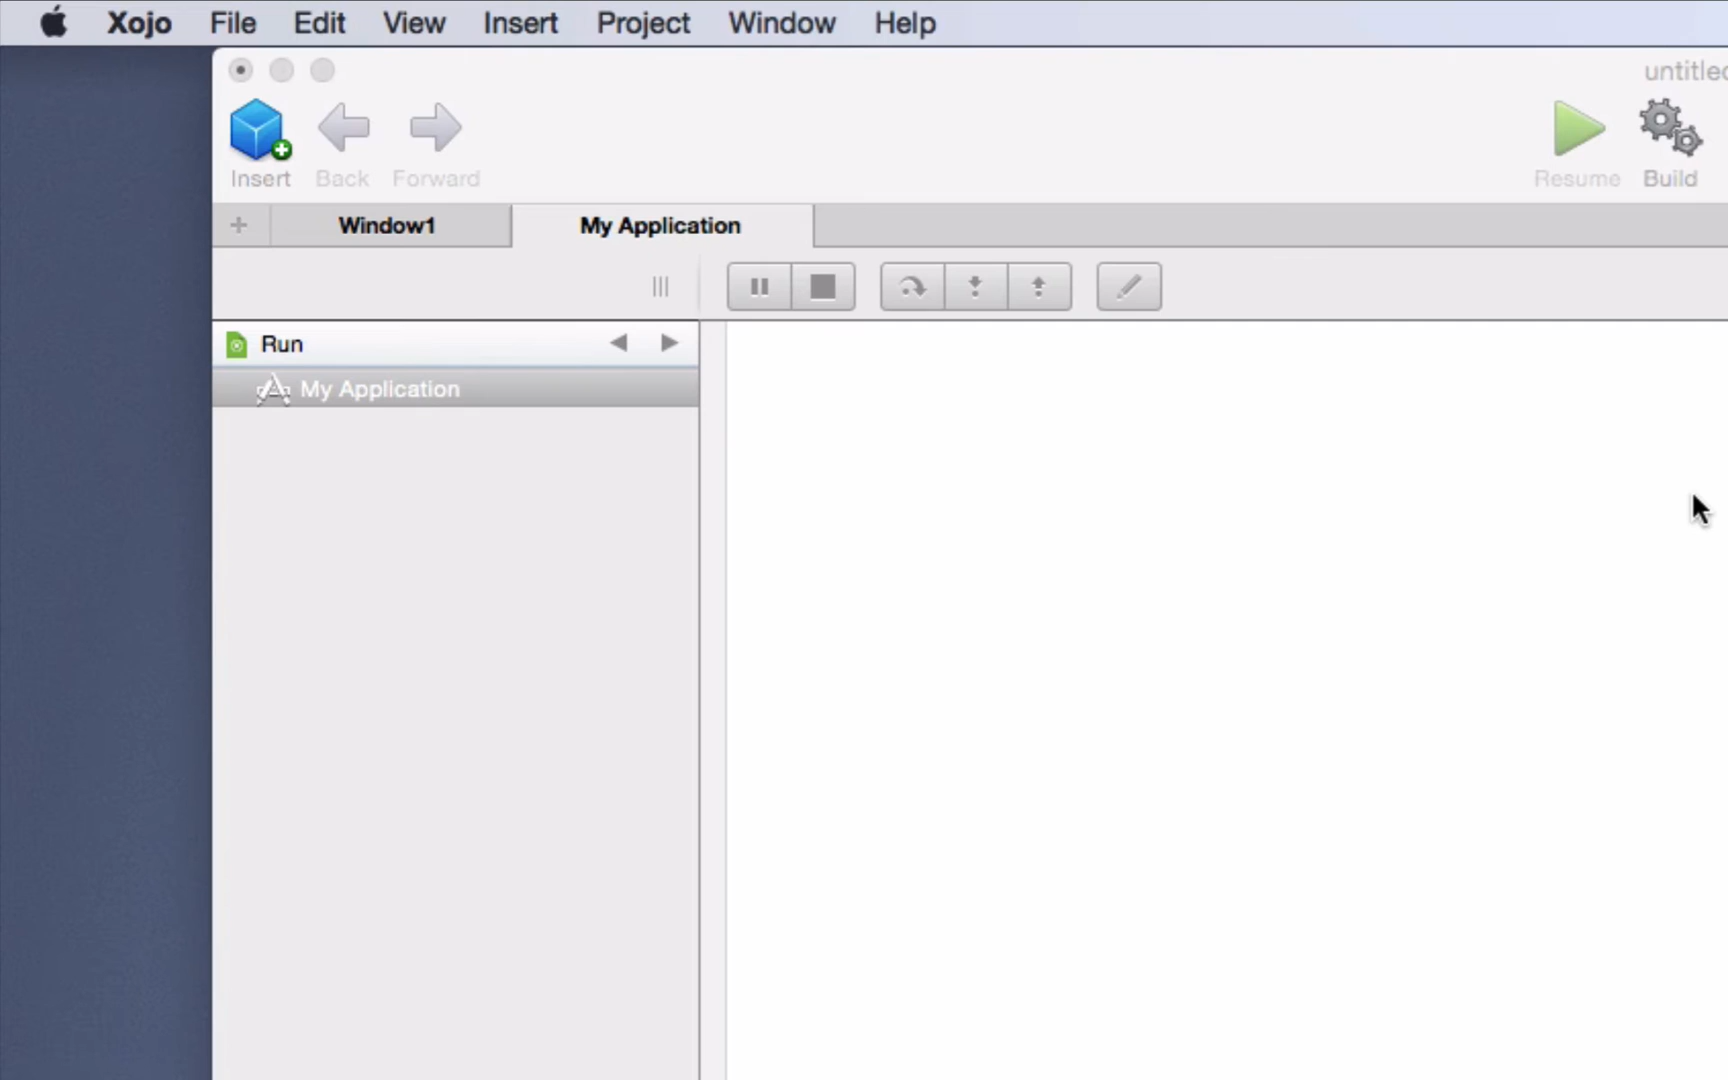 Xojo File Edit View Insert Project Window Help
Insert Back Forward Resume Build
Window1 My Application
Run
My Application